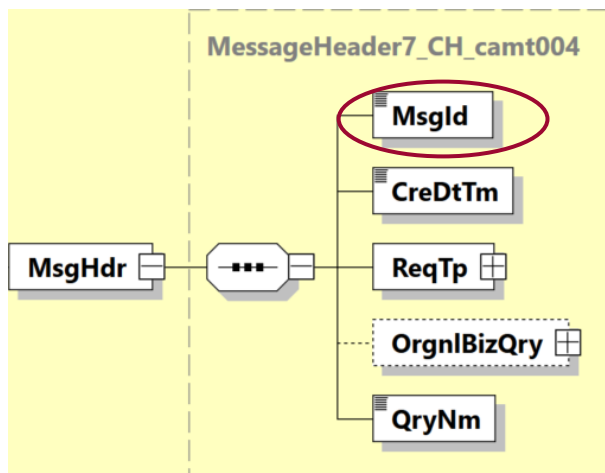 MessageHeader7_CH_camt004
MsgId
CreDtTm
MsgHdr
ReqTp
OrgnlBizQry
QryNm